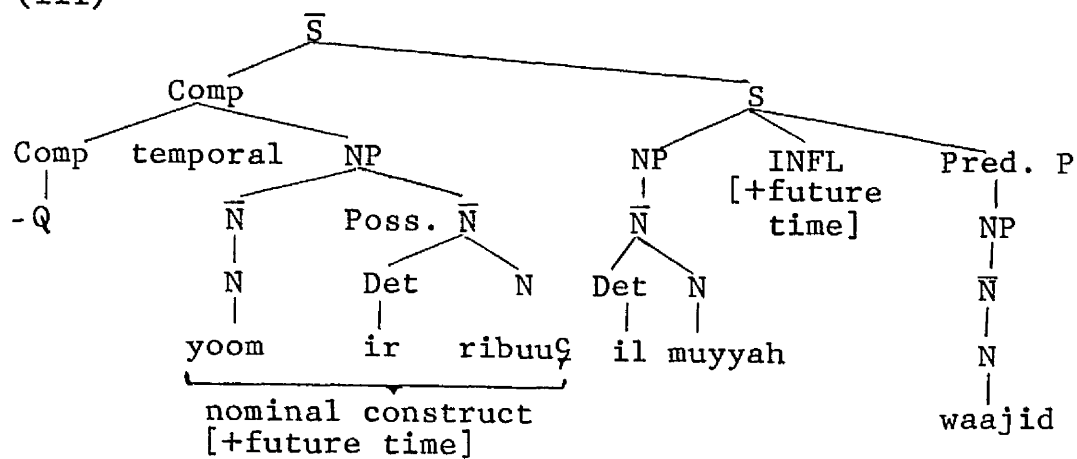 (III)
S̄
Comp S
Comp temporal NP NP INFL Pred. P
-Q [+future
N̄ Poss. N̄ N̄ time] NP
N Det N Det N N̄
yoom ir ribuuʕ il muyyah N
nominal construct waajid
[+future time]